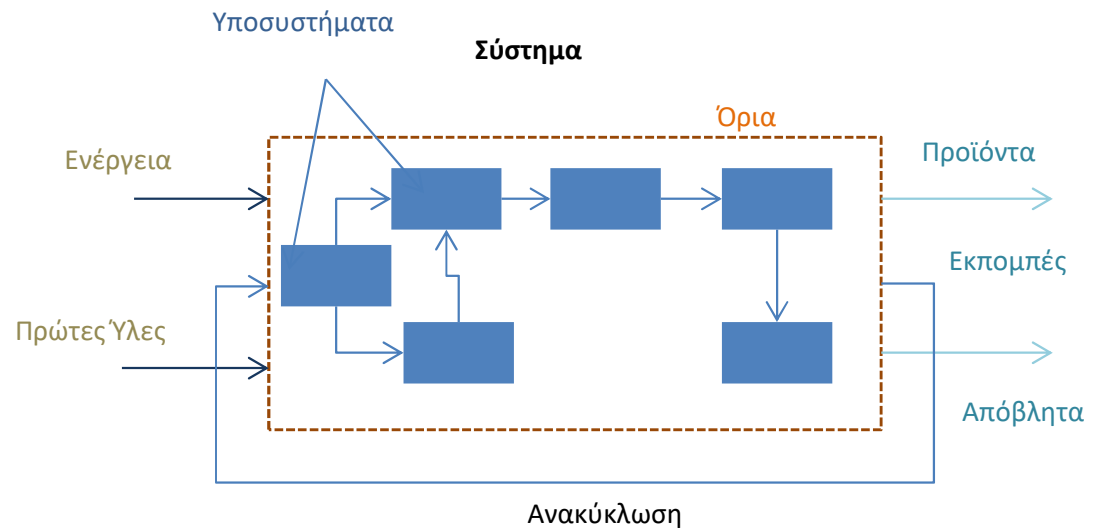 Υποσυστήματα
Σύστημα
Όρια
Ενέργεια
Προϊόντα
Εκπομπές
Πρώτες Ύλες
Απόβλητα
Ανακύκλωση